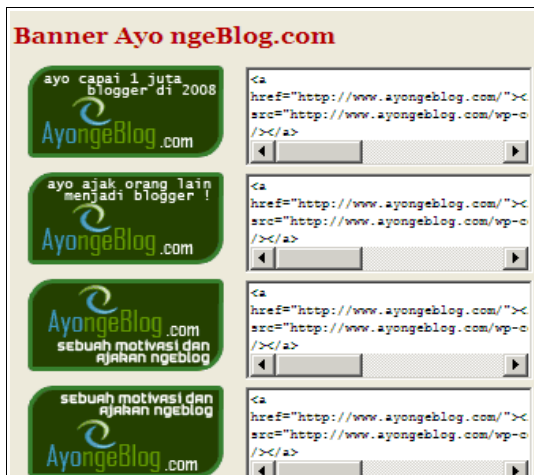 Banner Ayo ngeBlog.com
ayo capai 1 juta
blogger di 2008
AyongeBlog.com
<a
href="http://www.ayongeblog.com/"><
src="http://www.ayongeblog.com/wp-c
/></a>
ayo ajak orang lain
menjadi blogger !
AyongeBlog.com
<a
href="http://www.ayongeblog.com/"><
src="http://www.ayongeblog.com/wp-c
/></a>
AyongeBlog.com
sebuah motivasi dan
ajakan ngeblog
<a
href="http://www.ayongeblog.com/"><
src="http://www.ayongeblog.com/wp-c
/></a>
sebuah motivasi dan
ajakan ngeblog
AyongeBlog.com
<a
href="http://www.ayongeblog.com/"><
src="http://www.ayongeblog.com/wp-c
/></a>